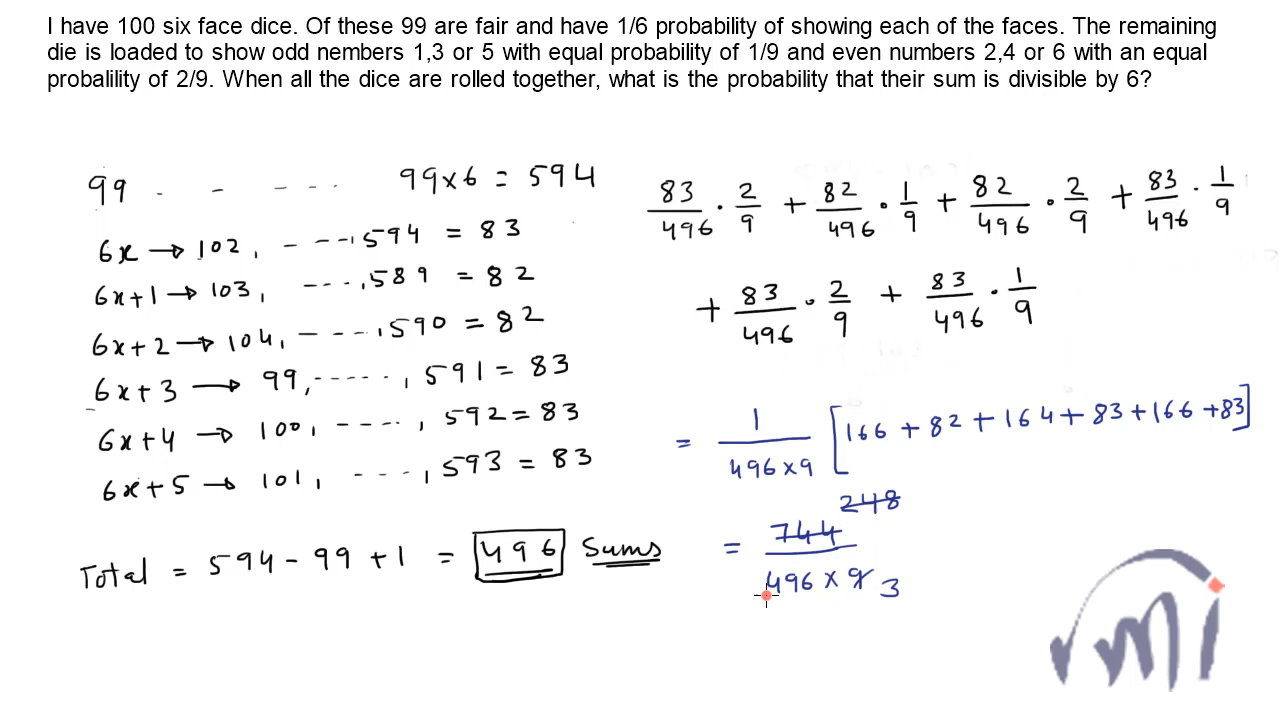 I have 100 six face dice. Of these 99 are fair and have 1/6 probability of showing each of the faces. The remaining
die is loaded to show odd nembers 1,3 or 5 with equal probability of 1/9 and even numbers 2,4 or 6 with an equal
probalility of 2/9. When all the dice are rolled together, what is the probability that their sum is divisible by 6?
99 . - - - - - 99x6 = 594
6x → 102, - - - -, 594 = 83
6x+1 → 103, - - - -, 589 = 82
6x+2 → 104, - - - -, 590 = 82
6x+3 → 99, - - - - -, 591 = 83
6x+4 → 100, - - - -, 592 = 83
6x+5 → 101, - - - -, 593 = 83
Total = 594 - 99 + 1 = 496 Sums
83/496 · 2/9 + 82/496 · 1/9 + 82/496 · 2/9 + 83/496 · 1/9
+ 83/496 · 2/9 + 83/496 · 1/9
= 1/496x9 [166 + 82 + 164 + 83 + 166 + 83]
248
= 744/496 x 9 3
rmi